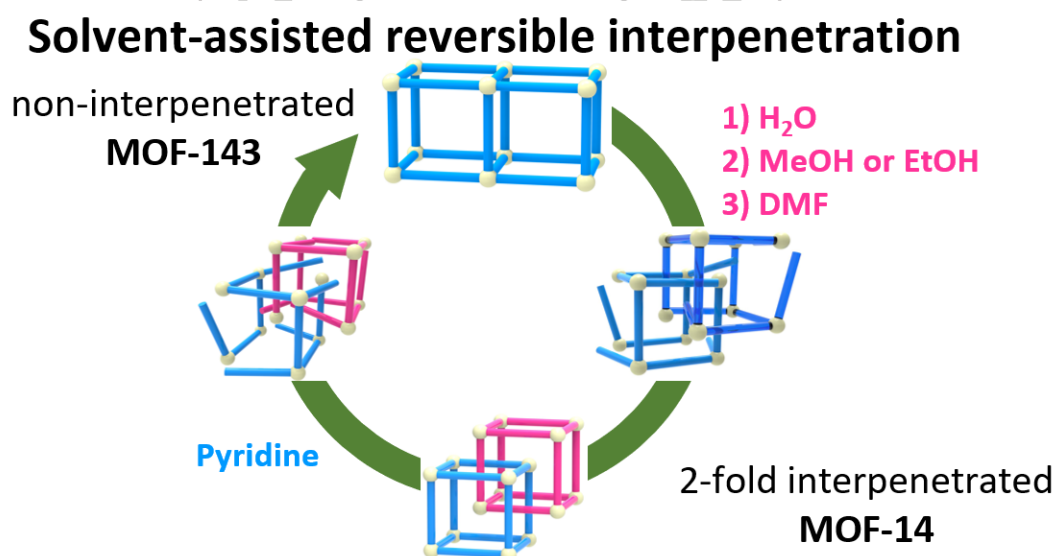 Solvent-assisted reversible interpenetration
non-interpenetrated
MOF-143
1) H₂O
2) MeOH or EtOH
3) DMF
Pyridine
2-fold interpenetrated
MOF-14